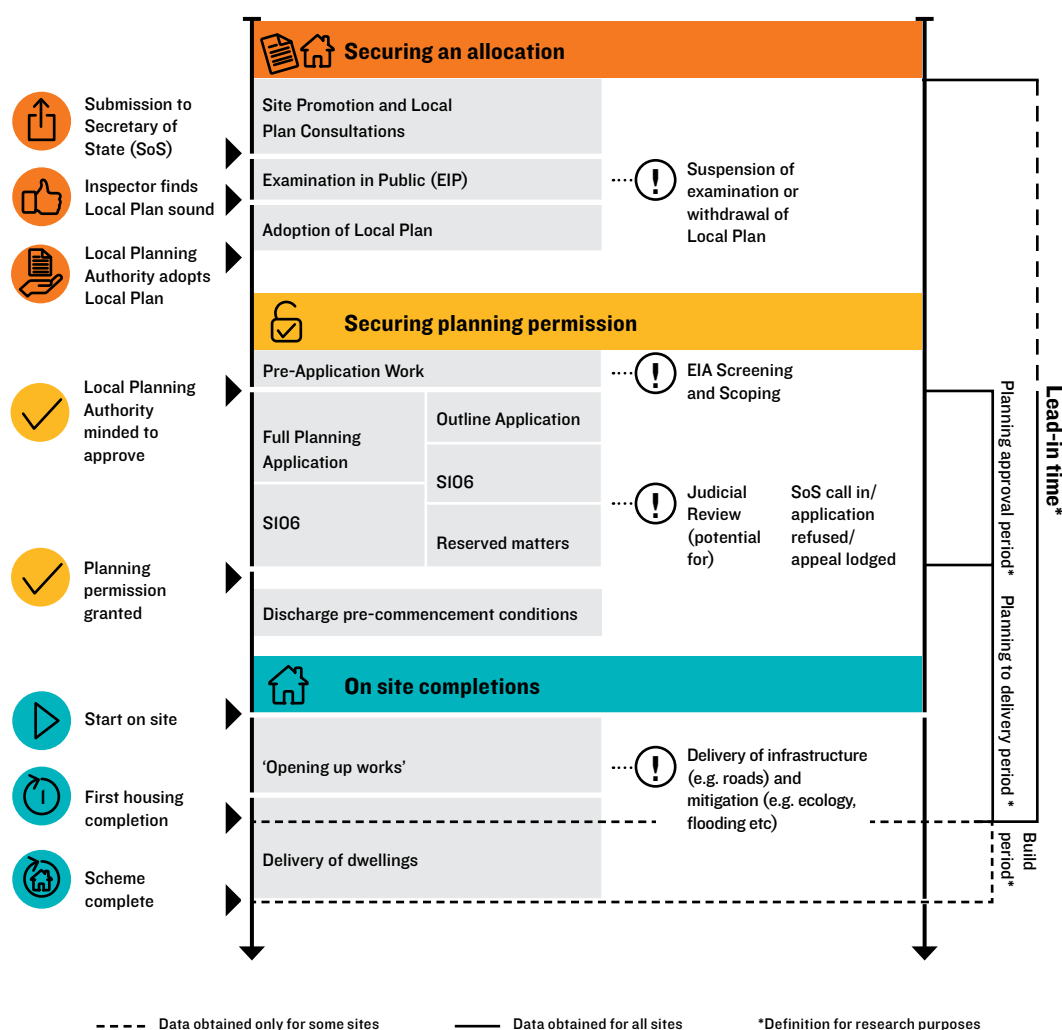 Securing an allocation
Submission to
Secretary of
State (SoS)
Site Promotion and Local
Plan Consultations
Inspector finds
Local Plan sound
Examination in Public (EIP)
Suspension of
examination or
withdrawal of
Local Plan
Adoption of Local Plan
Local Planning
Authority adopts
Local Plan
Securing planning permission
Pre-Application Work
EIA Screening
and Scoping
Local Planning
Authority
minded to
approve
Full Planning
Application
Outline Application
S106
S106
Reserved matters
Judicial
Review
(potential
for)
SoS call in/
application
refused/
appeal lodged
Planning
permission
granted
Discharge pre-commencement conditions
On site completions
Start on site
'Opening up works'
Delivery of infrastructure
(e.g. roads) and
mitigation (e.g. ecology,
flooding etc)
First housing
completion
Delivery of dwellings
Scheme
complete
Lead-in time*
Planning approval period*
Planning to delivery period *
Build
period*
Data obtained only for some sites
Data obtained for all sites
*Definition for research purposes